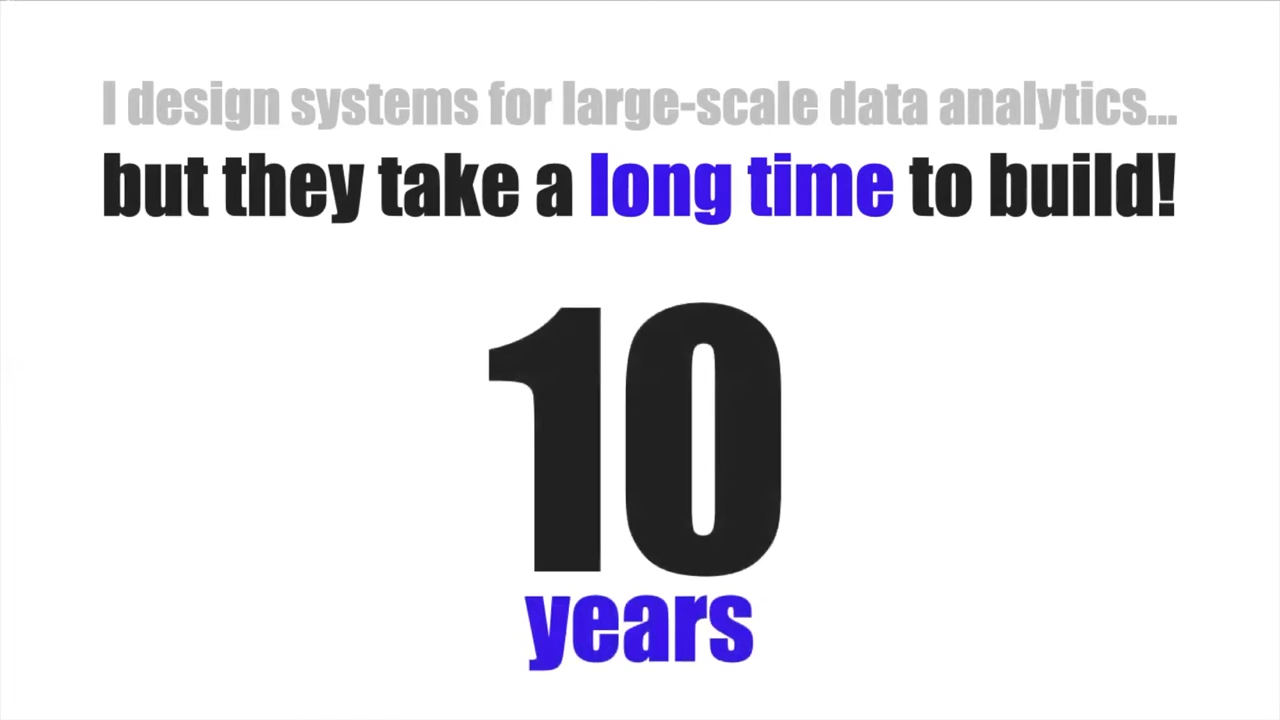 I design systems for large-scale data analytics...
but they take a long time to build!
10
years